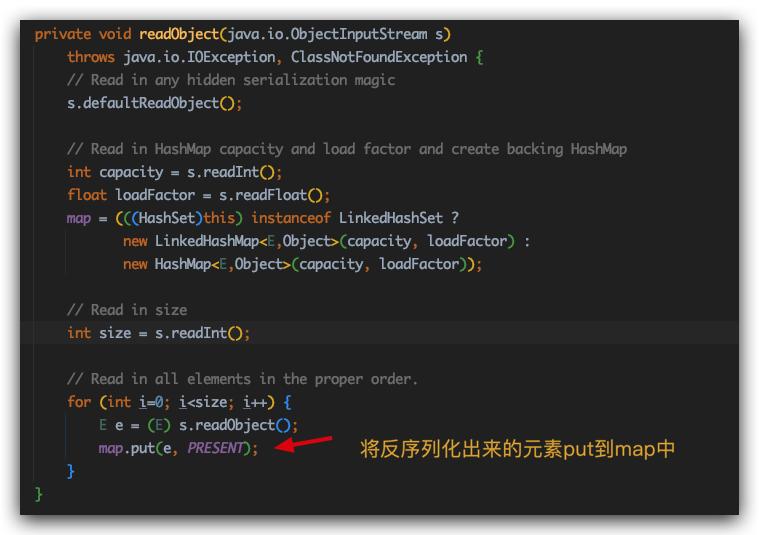 private void readObject(java.io.ObjectInputStream s)
    throws java.io.IOException, ClassNotFoundException {
    // Read in any hidden serialization magic
    s.defaultReadObject();

    // Read in HashMap capacity and load factor and create backing HashMap
    int capacity = s.readInt();
    float loadFactor = s.readFloat();
    map = (((HashSet)this) instanceof LinkedHashSet ?
           new LinkedHashMap<E,Object>(capacity, loadFactor) :
           new HashMap<E,Object>(capacity, loadFactor));

    // Read in size
    int size = s.readInt();

    // Read in all elements in the proper order.
    for (int i=0; i<size; i++) {
        E e = (E) s.readObject();
        map.put(e, PRESENT); 将反序列化出来的元素put到map中
    }
}